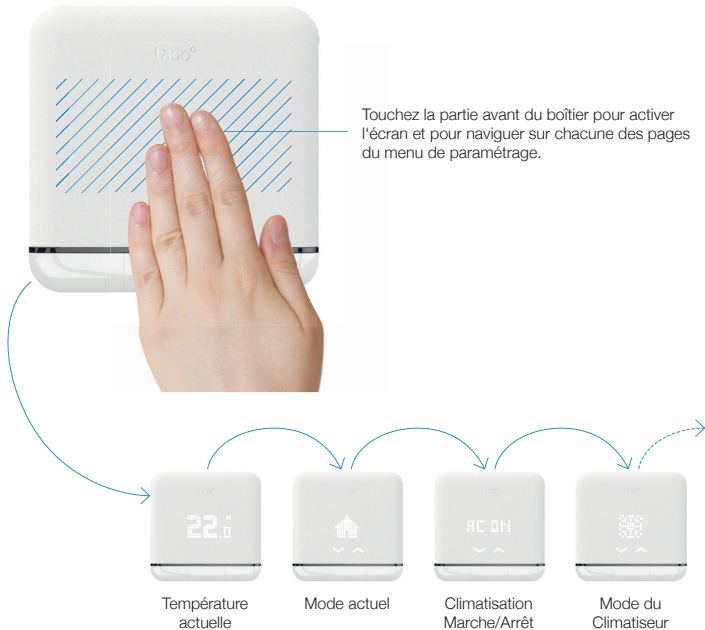 tado°
Touchez la partie avant du boîtier pour activer
l‘écran et pour naviguer sur chacune des pages
du menu de paramétrage.
22.0
AC ON
Température
actuelle
Mode actuel
Climatisation
Marche/Arrêt
Mode du
Climatiseur